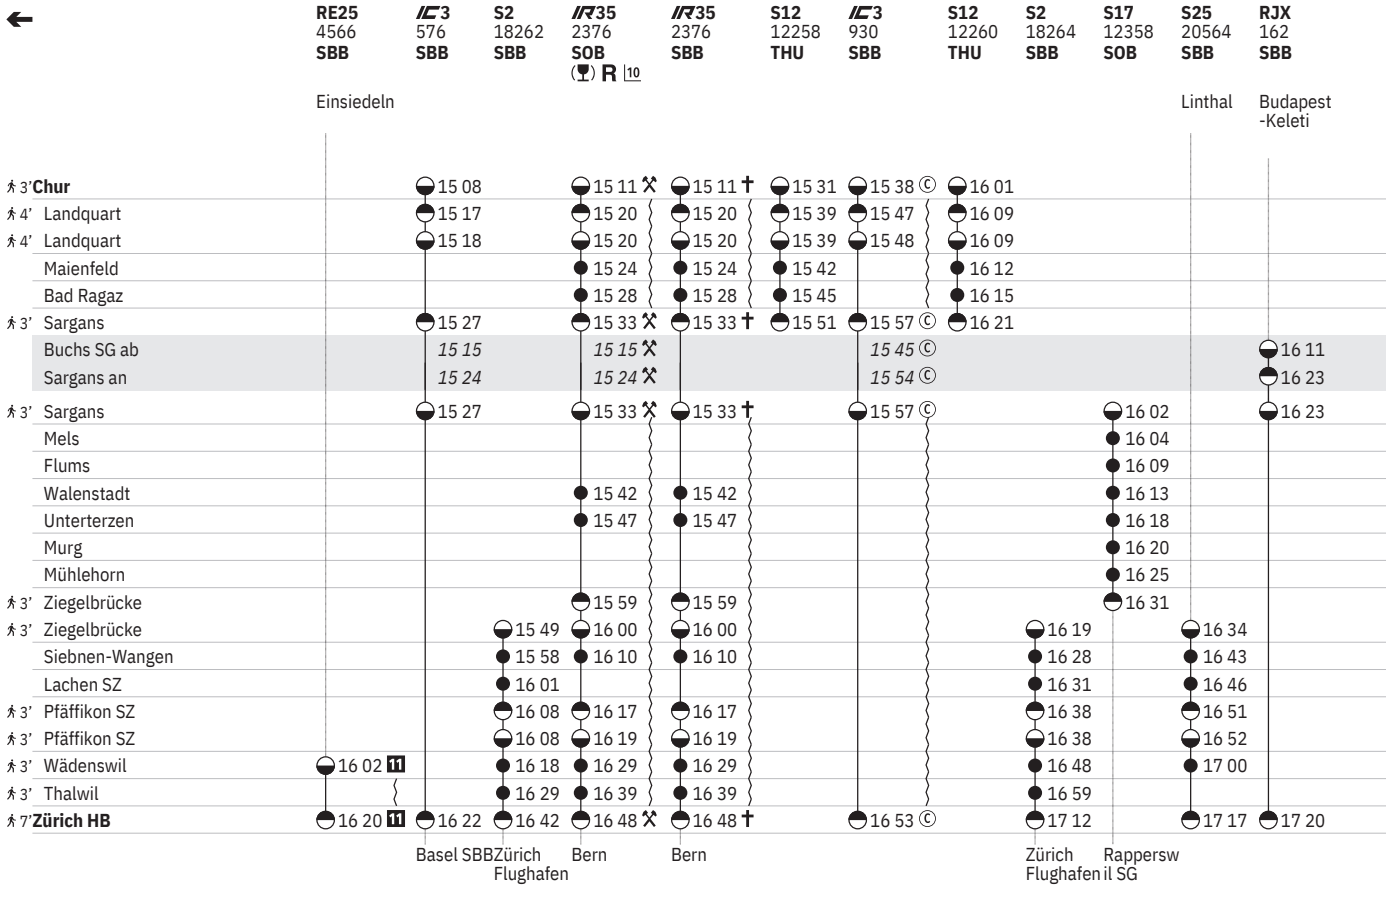 RE25 IC3 S2 IR35 IR35 S12 IC3 S12 S2 S17 S25 RJX
4566 576 18262 2376 2376 12258 930 12260 18264 12358 20564 162
SBB SBB SBB SOB SBB THU SBB THU SBB SOB SBB SBB
R 10
Einsiedeln Linthal Budapest
-Keleti
3’ Chur 15 08 15 11 15 11 15 31 15 38 C 16 01
4’ Landquart 15 17 15 20 15 20 15 39 15 47 16 09
4’ Landquart 15 18 15 20 15 20 15 39 15 48 16 09
Maienfeld 15 24 15 24 15 42 16 12
Bad Ragaz 15 28 15 28 15 45 16 15
3’ Sargans 15 27 15 33 15 33 15 51 15 57 C 16 21
Buchs SG ab 15 15 15 15 15 45 C 16 11
Sargans an 15 24 15 24 15 54 C 16 23
3’ Sargans 15 27 15 33 15 33 15 57 C 16 02 16 23
Mels 16 04
Flums 16 09
Walenstadt 15 42 15 42 16 13
Unterterzen 15 47 15 47 16 18
Murg 16 20
Mühlehorn 16 25
3’ Ziegelbrücke 15 59 15 59 16 31
3’ Ziegelbrücke 15 49 16 00 16 00 16 19 16 34
Siebnen-Wangen 15 58 16 10 16 10 16 28 16 43
Lachen SZ 16 01 16 31 16 46
3’ Pfäffikon SZ 16 08 16 17 16 17 16 38 16 51
3’ Pfäffikon SZ 16 08 16 19 16 19 16 38 16 52
3’ Wädenswil 16 02 11 16 18 16 29 16 29 16 48 17 00
3’ Thalwil 16 29 16 39 16 39 16 59
7’ Zürich HB 16 20 11 16 22 16 42 16 48 16 48 16 53 C 17 12 17 17 17 20
Basel SBB Zürich Bern Bern Zürich Rappersw
Flughafen Flughafen il SG